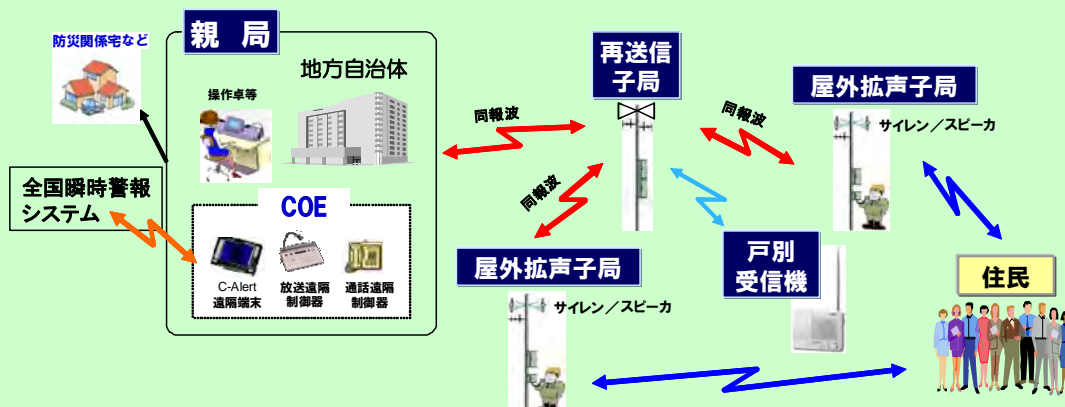 防災関係宅など
親 局
地方自治体
操作卓等
全国瞬時警報
システム
COE
C-Alert
遠隔端末
放送遠隔
制御器
通話遠隔
制御器
同報波
再送信
子局
同報波
同報波
屋外拡声子局
サイレン／スピーカ
屋外拡声子局
サイレン／スピーカ
戸別
受信機
住民